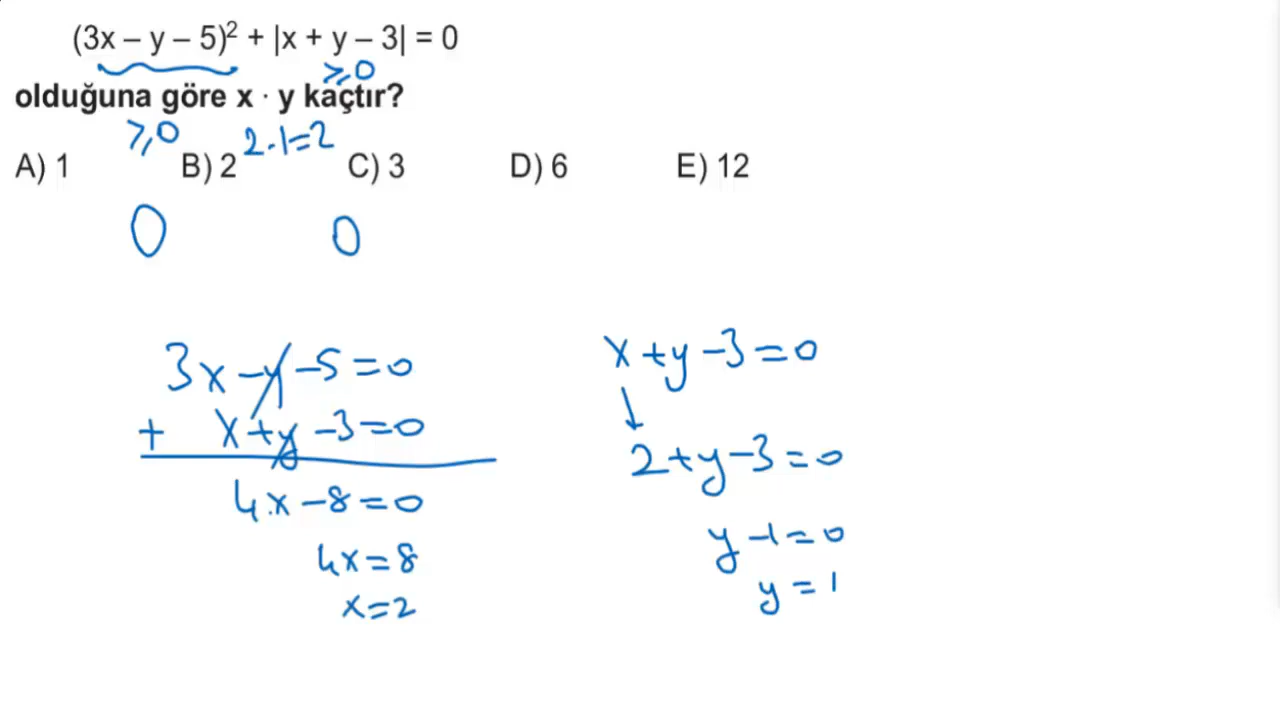 (3x – y – 5)² + |x + y – 3| = 0
≥0
olduğuna göre x · y kaçtır?
≥0 2·1=2
A) 1 B) 2 C) 3 D) 6 E) 12
0 0
3x-y-5=0
+ x+y-3=0
4x-8=0
4x=8
x=2
x+y-3=0
↓
2+y-3=0
y-1=0
y=1